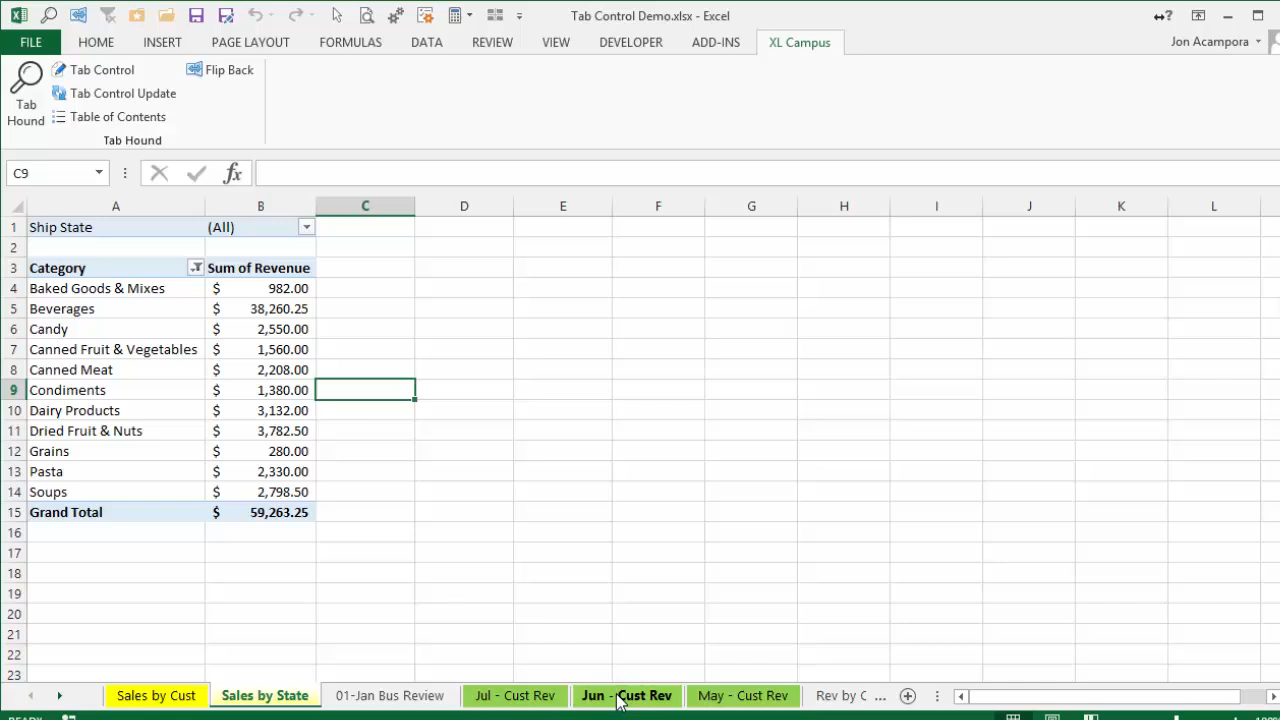 Tab Control Demo.xlsx - Excel
FILE HOME INSERT PAGE LAYOUT FORMULAS DATA REVIEW VIEW DEVELOPER ADD-INS XL Campus Jon Acampora
Tab Hound
Tab Control
Flip Back
Tab Control Update
Table of Contents
Tab Hound
C9 fx
A B C D E F G H I J K L
1 Ship State (All)
2
3 Category Sum of Revenue
4 Baked Goods & Mixes $ 982.00
5 Beverages $ 38,260.25
6 Candy $ 2,550.00
7 Canned Fruit & Vegetables $ 1,560.00
8 Canned Meat $ 2,208.00
9 Condiments $ 1,380.00
10 Dairy Products $ 3,132.00
11 Dried Fruit & Nuts $ 3,782.50
12 Grains $ 280.00
13 Pasta $ 2,330.00
14 Soups $ 2,798.50
15 Grand Total $ 59,263.25
16
17
18
19
20
21
22
23
Sales by Cust Sales by State 01-Jan Bus Review Jul - Cust Rev Jun - Cust Rev May - Cust Rev Rev by C ...